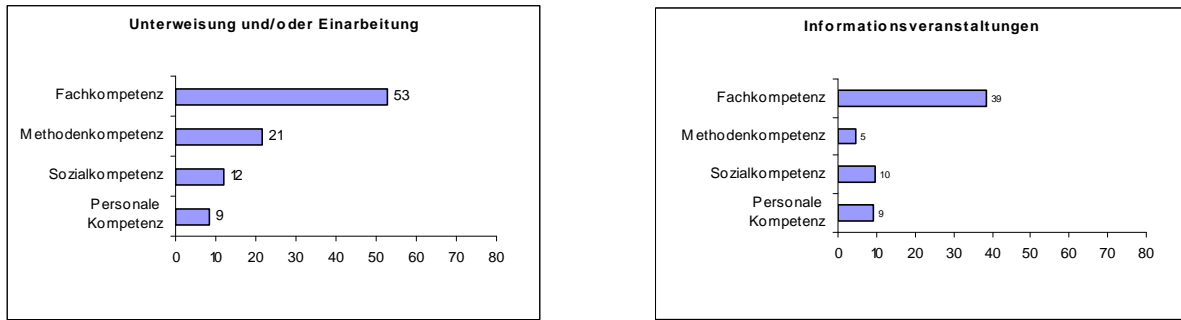 Unterweisung und/oder Einarbeitung
Fachkompetenz 53
Methodenkompetenz 21
Sozialkompetenz 12
Personale
Kompetenz 9
0 10 20 30 40 50 60 70 80
Informationsveranstaltungen
Fachkompetenz 39
Methodenkompetenz 5
Sozialkompetenz 10
Personale
Kompetenz 9
0 10 20 30 40 50 60 70 80